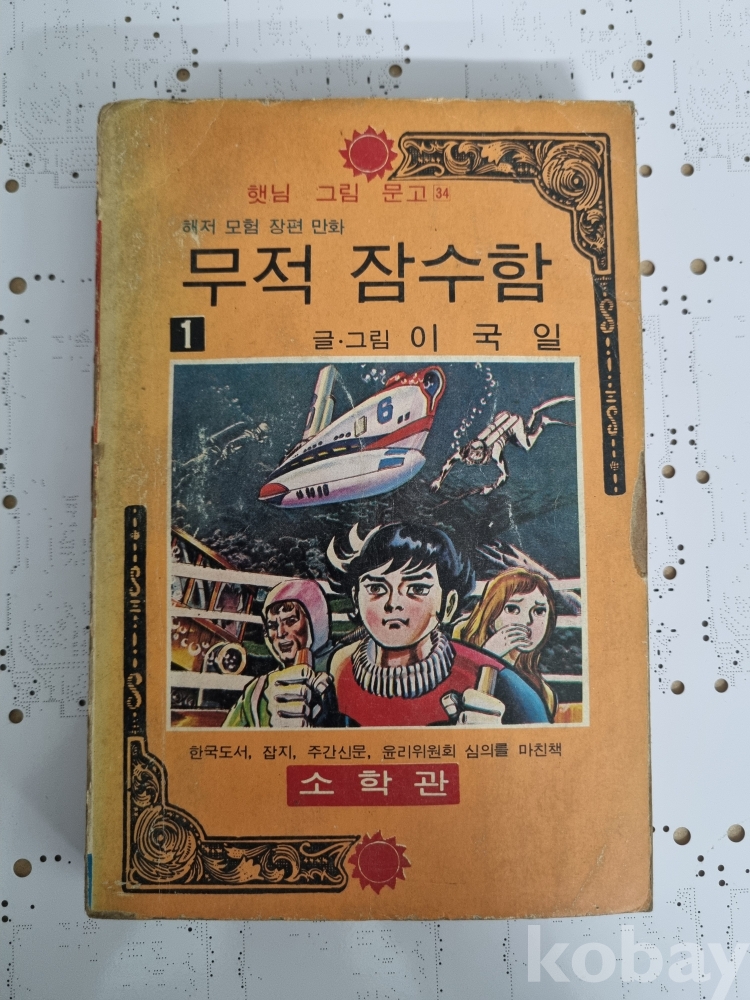 햇님 그림 문고 34
해저 모험 장편 만화
무적 잠수함
1
글·그림 이국일
6
한국도서, 잡지, 주간신문, 윤리위원회 심의를 마친책
소학관
kobay